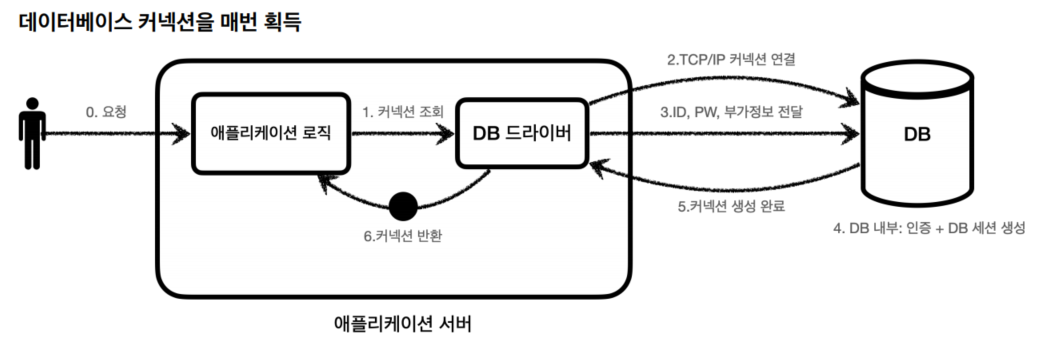 데이터베이스 커넥션을 매번 획득
0. 요청
애플리케이션 로직
1. 커넥션 조회
DB 드라이버
2.TCP/IP 커넥션 연결
3.ID, PW, 부가정보 전달
DB
4. DB 내부: 인증 + DB 세션 생성
5.커넥션 생성 완료
6.커넥션 반환
애플리케이션 서버